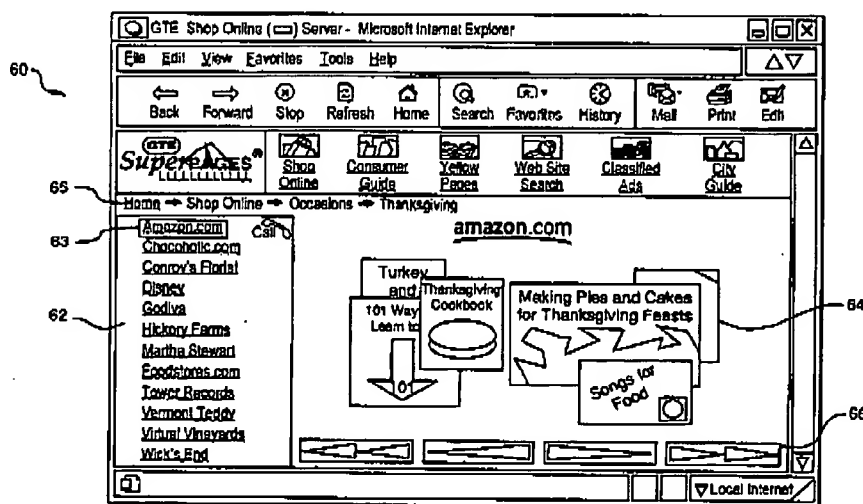 GTE Shop Online ( ) Server - Microsoft Internet Explorer
File Edit View Favorites Tools Help
60
Back Forward Stop Refresh Home Search Favorites History Mail Print Edit
GTE
SuperPAGES®
Shop Online
Consumer Guide
Yellow Pages
Web Site Search
Classified Ads
City Guide
65
Home Shop Online Occasions Thanksgiving
63
Amazon.com Call
Chocoholic.com
Conroy's Florist
Disney
Godiva
62
Hickory Farms
Martha Stewart
Foodstores.com
Tower Records
Vermont Teddy
Virtual Vineyards
Wick's End
amazon.com
Turkey
and
101 Way
Learn to
Thanksgiving
Cookbook
Making Pies and Cakes
for Thanksgiving Feasts
64
Songs for
Food
66
Local Internet